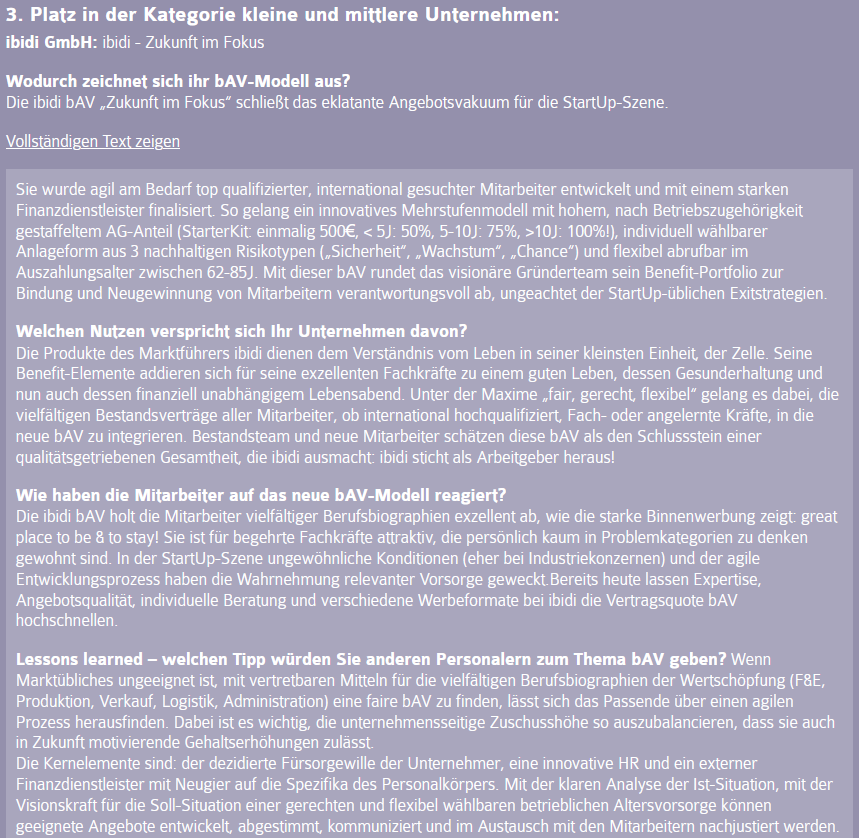 3. Platz in der Kategorie kleine und mittlere Unternehmen:
ibidi GmbH: ibidi - Zukunft im Fokus
Wodurch zeichnet sich ihr bAV-Modell aus?
Die ibidi bAV „Zukunft im Fokus“ schließt das eklatante Angebotsvakuum für die StartUp-Szene.
Vollständigen Text zeigen
Sie wurde agil am Bedarf top qualifizierter, international gesuchter Mitarbeiter entwickelt und mit einem starken
Finanzdienstleister finalisiert. So gelang ein innovatives Mehrstufenmodell mit hohem, nach Betriebszugehörigkeit
gestaffeltem AG-Anteil (StarterKit: einmalig 500€, < 5J: 50%, 5-10J: 75%, >10J: 100%!), individuell wählbarer
Anlageform aus 3 nachhaltigen Risikotypen („Sicherheit“, „Wachstum“, „Chance“) und flexibel abrufbar im
Auszahlungsalter zwischen 62-85J. Mit dieser bAV rundet das visionäre Gründerteam sein Benefit-Portfolio zur
Bindung und Neugewinnung von Mitarbeitern verantwortungsvoll ab, ungeachtet der StartUp-üblichen Exitstrategien.
Welchen Nutzen verspricht sich Ihr Unternehmen davon?
Die Produkte des Marktführers ibidi dienen dem Verständnis vom Leben in seiner kleinsten Einheit, der Zelle. Seine
Benefit-Elemente addieren sich für seine exzellenten Fachkräfte zu einem guten Leben, dessen Gesunderhaltung und
nun auch dessen finanziell unabhängigem Lebensabend. Unter der Maxime „fair, gerecht, flexibel“ gelang es dabei, die
vielfältigen Bestandsverträge aller Mitarbeiter, ob international hochqualifiziert, Fach- oder angelernte Kräfte, in die
neue bAV zu integrieren. Bestandsteam und neue Mitarbeiter schätzen diese bAV als den Schlussstein einer
qualitätsgetriebenen Gesamtheit, die ibidi ausmacht: ibidi sticht als Arbeitgeber heraus!
Wie haben die Mitarbeiter auf das neue bAV-Modell reagiert?
Die ibidi bAV holt die Mitarbeiter vielfältiger Berufsbiographien exzellent ab, wie die starke Binnenwerbung zeigt: great
place to be & to stay! Sie ist für begehrte Fachkräfte attraktiv, die persönlich kaum in Problemkategorien zu denken
gewohnt sind. In der StartUp-Szene ungewöhnliche Konditionen (eher bei Industriekonzernen) und der agile
Entwicklungsprozess haben die Wahrnehmung relevanter Vorsorge geweckt.Bereits heute lassen Expertise,
Angebotsqualität, individuelle Beratung und verschiedene Werbeformate bei ibidi die Vertragsquote bAV
hochschnellen.
Lessons learned – welchen Tipp würden Sie anderen Personalern zum Thema bAV geben? Wenn
Marktübliches ungeeignet ist, mit vertretbaren Mitteln für die vielfältigen Berufsbiographien der Wertschöpfung (F&E,
Produktion, Verkauf, Logistik, Administration) eine faire bAV zu finden, lässt sich das Passende über einen agilen
Prozess herausfinden. Dabei ist es wichtig, die unternehmensseitige Zuschusshöhe so auszubalancieren, dass sie auch
in Zukunft motivierende Gehaltserhöhungen zulässt.
Die Kernelemente sind: der dezidierte Fürsorgewille der Unternehmer, eine innovative HR und ein externer
Finanzdienstleister mit Neugier auf die Spezifika des Personalkörpers. Mit der klaren Analyse der Ist-Situation, mit der
Visionskraft für die Soll-Situation einer gerechten und flexibel wählbaren betrieblichen Altersvorsorge können
geeignete Angebote entwickelt, abgestimmt, kommuniziert und im Austausch mit den Mitarbeitern nachjustiert werden.